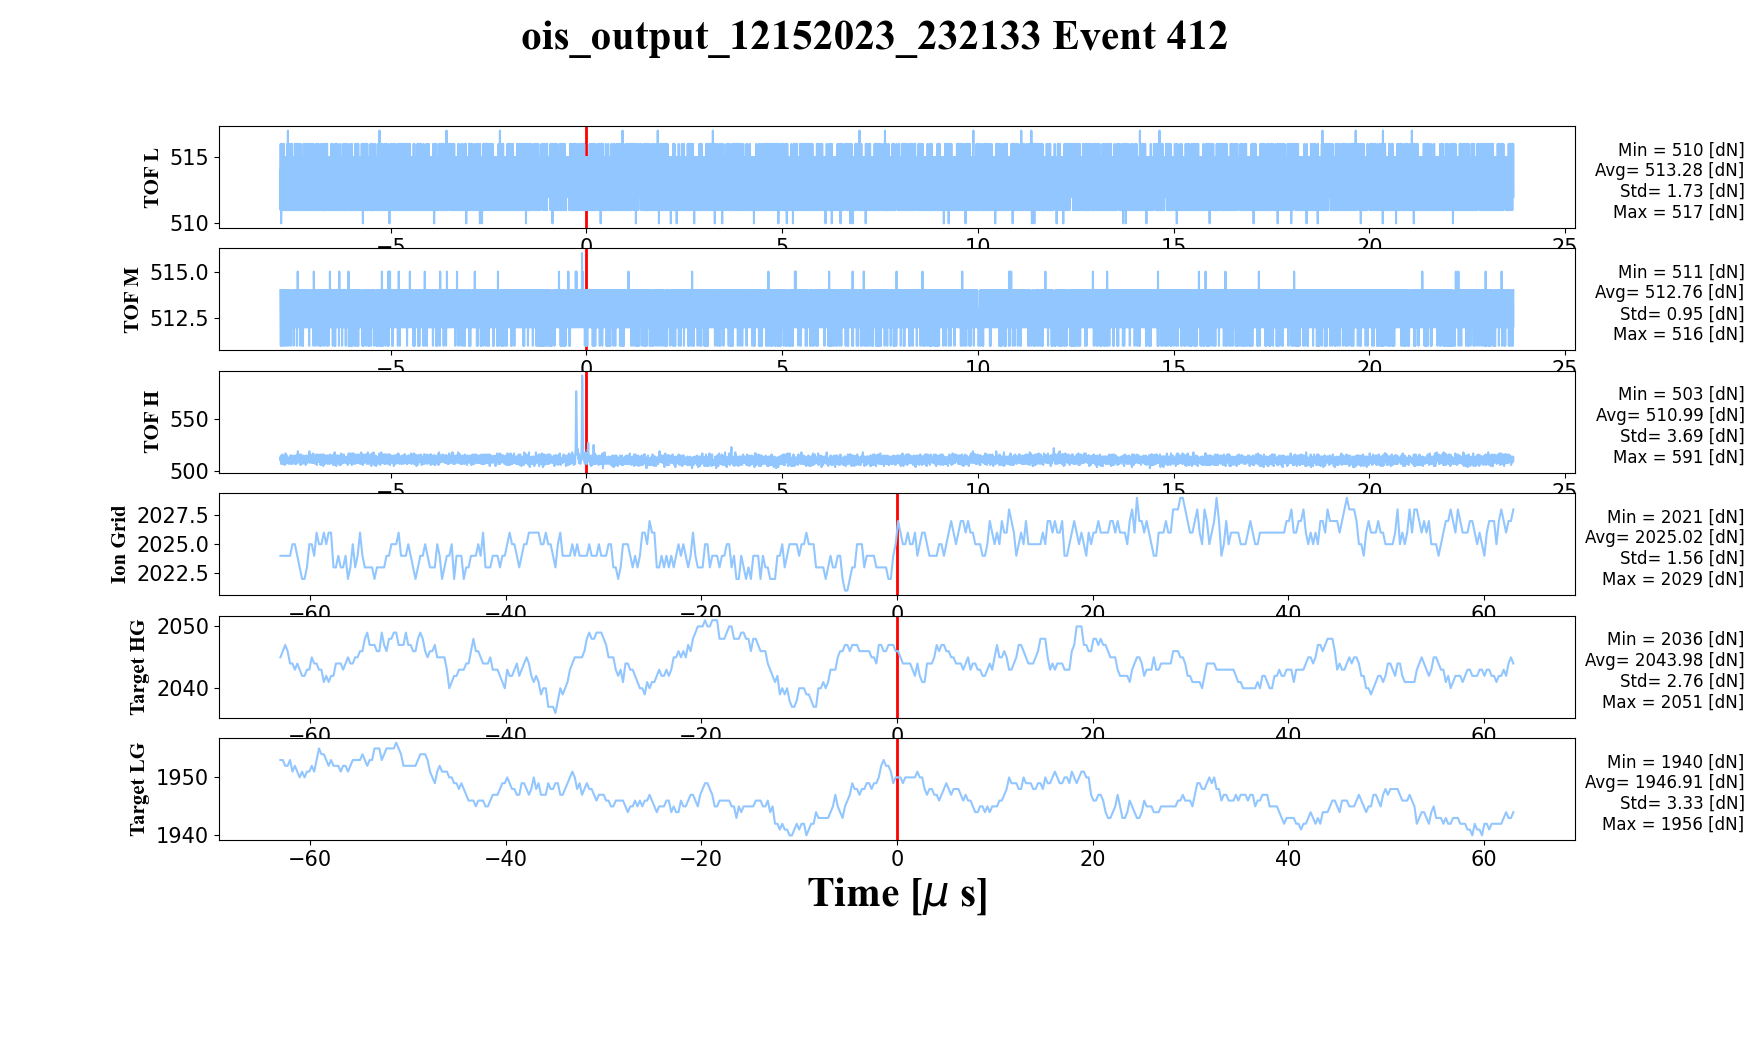 ois_output_12152023_232133 Event 412
TOF L
515
510
Min = 510 [dN]
Avg= 513.28 [dN]
Std= 1.73 [dN]
Max = 517 [dN]
−5 0 5 10 15 20 25
TOF M
515.0
512.5
Min = 511 [dN]
Avg= 512.76 [dN]
Std= 0.95 [dN]
Max = 516 [dN]
−5 0 5 10 15 20 25
TOF H
550
500
Min = 503 [dN]
Avg= 510.99 [dN]
Std= 3.69 [dN]
Max = 591 [dN]
−5 0 5 10 15 20 25
Ion Grid
2027.5
2025.0
2022.5
Min = 2021 [dN]
Avg= 2025.02 [dN]
Std= 1.56 [dN]
Max = 2029 [dN]
−60 −40 −20 0 20 40 60
Target HG
2050
2040
Min = 2036 [dN]
Avg= 2043.98 [dN]
Std= 2.76 [dN]
Max = 2051 [dN]
−60 −40 −20 0 20 40 60
Target LG
1950
1940
Min = 1940 [dN]
Avg= 1946.91 [dN]
Std= 3.33 [dN]
Max = 1956 [dN]
−60 −40 −20 0 20 40 60
Time [μ s]